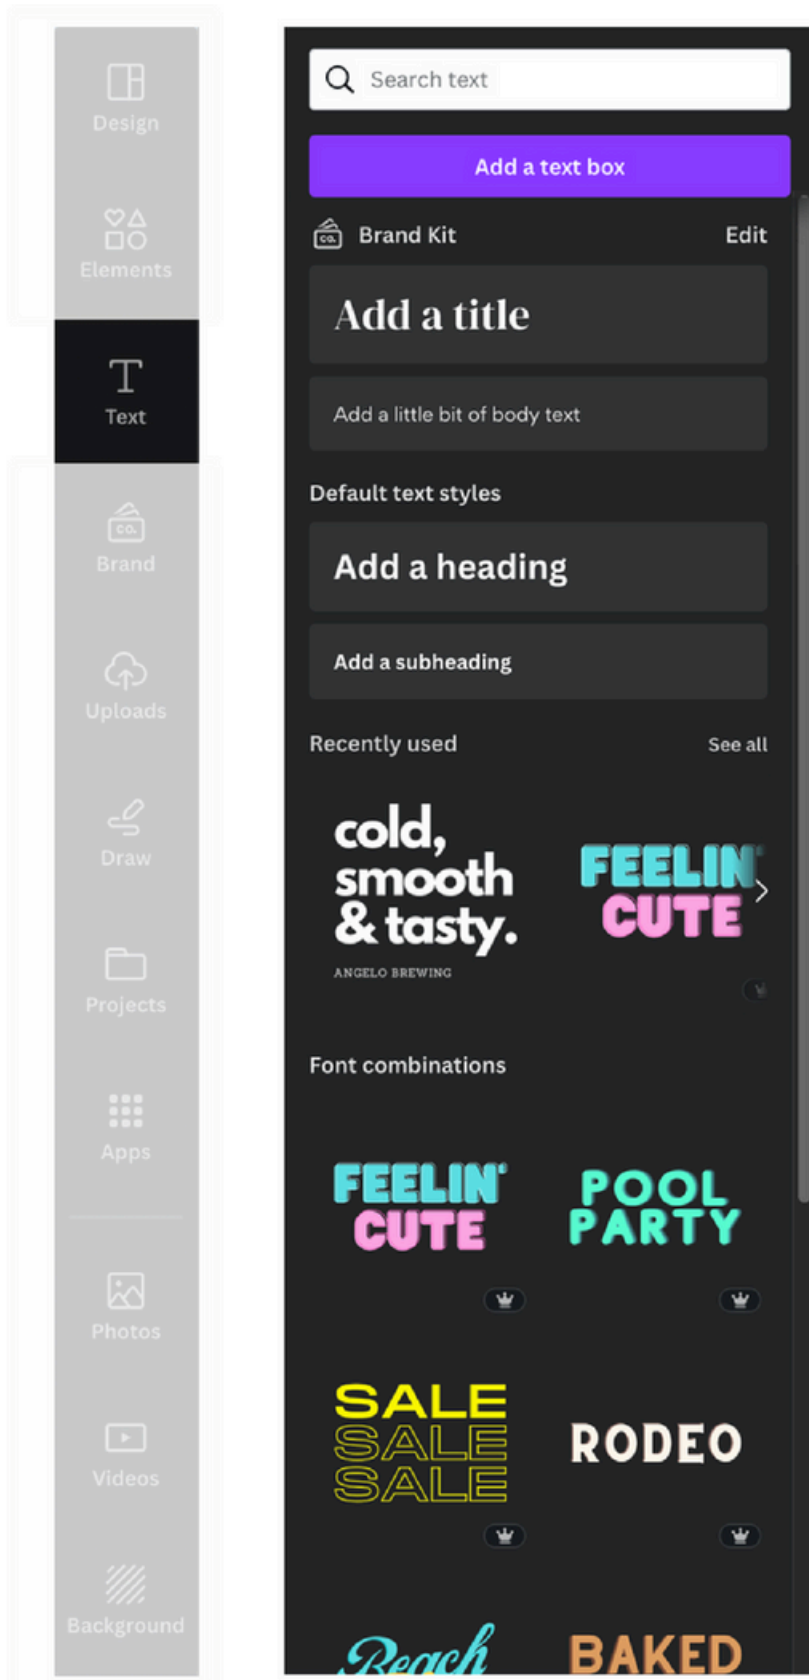 Design
Elements
Text
Brand
CO.
Uploads
Draw
Projects
Apps
Photos
Videos
Background
Search text
Add a text box
CO.
Brand Kit
Edit
Add a title
Add a little bit of body text
Default text styles
Add a heading
Add a subheading
Recently used
See all
cold,
smooth
& tasty.
ANGELO BREWING
FEELIN'
CUTE
Font combinations
FEELIN'
CUTE
POOL
PARTY
SALE
SALE
SALE
RODEO
Beach
BAKED